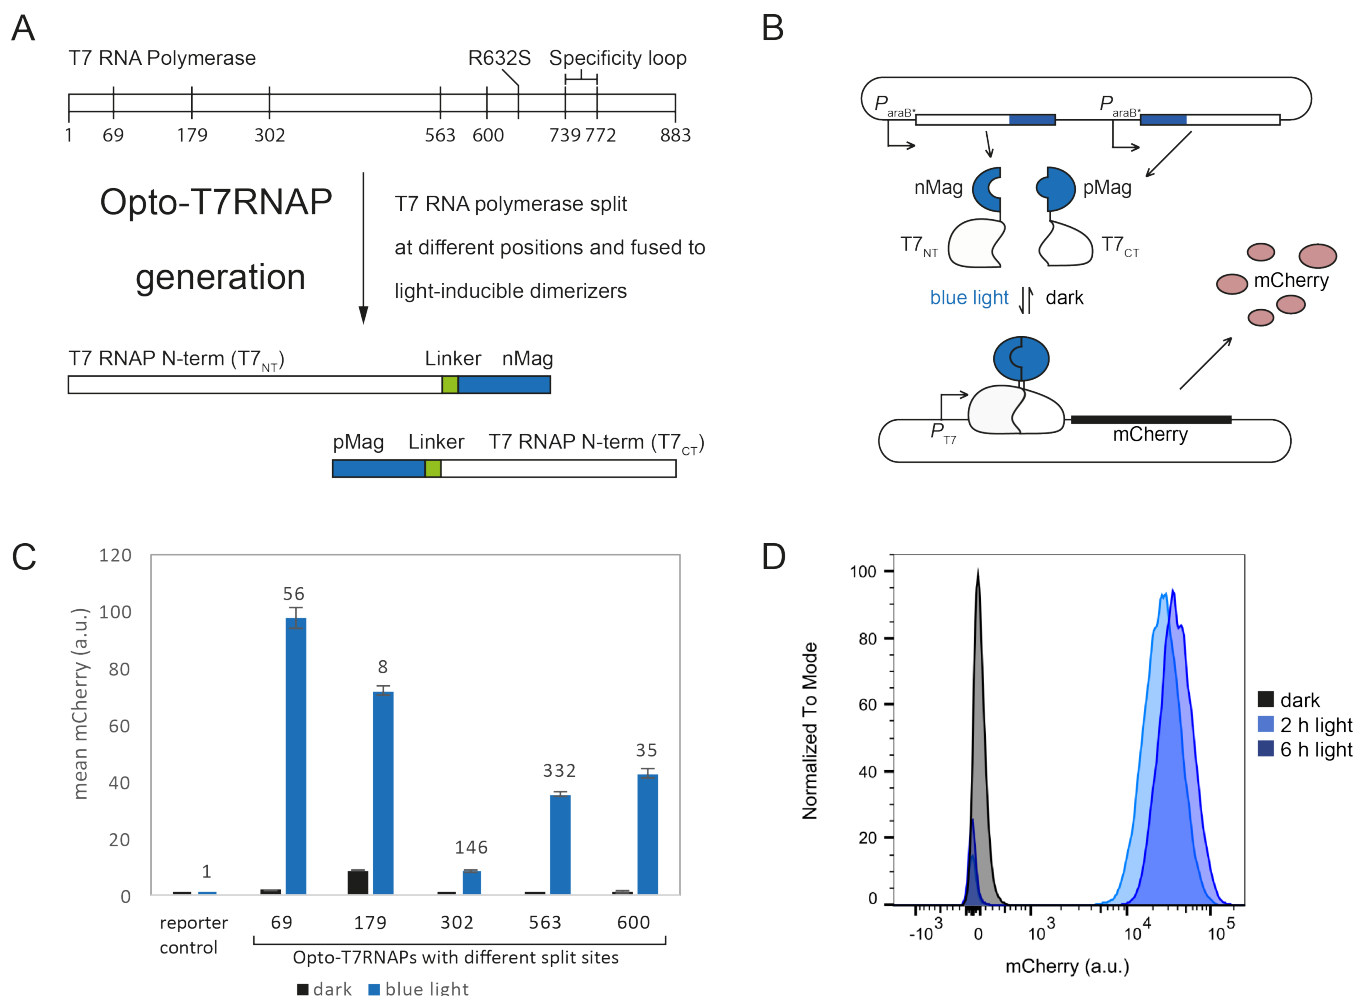 A
T7 RNA Polymerase
R632S
Specificity loop
1 69 179 302 563 600 739 772 883
Opto-T7RNAP
generation
T7 RNA polymerase split
at different positions and fused to
light-inducible dimerizers
T7 RNAP N-term (T7NT)
Linker nMag
pMag Linker T7 RNAP N-term (T7CT)
B
ParaB* ParaB*
nMag pMag
T7NT T7CT
blue light dark
mCherry
PT7
mCherry
C
mean mCherry (a.u.)
120
100
80
60
40
20
0
1
56
8
146
332
35
reporter
control
69 179 302 563 600
Opto-T7RNAPs with different split sites
dark blue light
D
Normalized To Mode
100
80
60
40
20
0
-10³ 0 10³ 10⁴ 10⁵
mCherry (a.u.)
dark
2 h light
6 h light